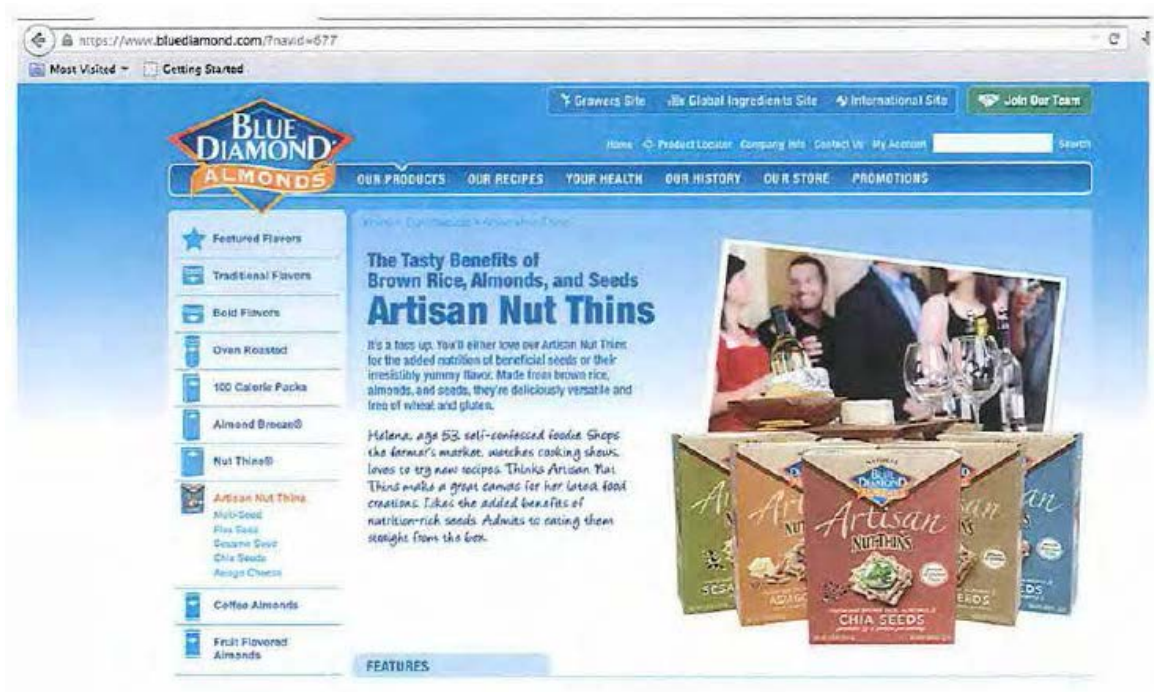 https://www.bluediamond.com/?navid=677
Most Visited Getting Started
Growers Site Global Ingredients Site International Site Join Our Team
BLUE
DIAMOND
ALMONDS
Home Product Locator Company Info Contact Us My Account Search
OUR PRODUCTS OUR RECIPES YOUR HEALTH OUR HISTORY OUR STORE PROMOTIONS
Featured Flavors
Traditional Flavors
Bold Flavors
Oven Roasted
100 Calorie Packs
Almond Breeze®
Nut Thins®
Artisan Nut Thins
Multi-Seed
Flax Seed
Sesame Seed
Chia Seeds
Asiago Cheese
Coffee Almonds
Fruit Flavored
Almonds
The Tasty Benefits of
Brown Rice, Almonds, and Seeds
Artisan Nut Thins
It's a toss up. You'll either love our Artisan Nut Thins
for the added nutrition of beneficial seeds or their
irresistibly yummy flavor. Made from brown rice,
almonds, and seeds, they're deliciously versatile and
free of wheat and gluten.
Helena, age 53, self-confessed foodie. Shops
the farmer's market, watches cooking shows,
loves to try new recipes. Thinks Artisan Nut
Thins make a great canvas for her latest food
creations. Likes the added benefits of
nutrition-rich seeds. Admits to eating them
straight from the box.
NATURAL
BLUE
DIAMOND
Artisan
NUT-THINS
CHIA SEEDS
FEATURES